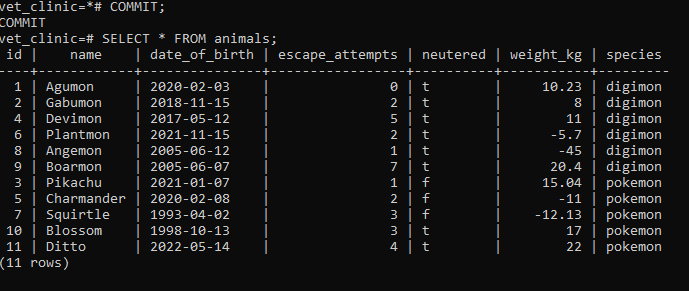 vet_clinic=*# COMMIT;
COMMIT
vet_clinic=# SELECT * FROM animals;
 id |    name    | date_of_birth | escape_attempts | neutered | weight_kg | species
----+------------+---------------+-----------------+----------+-----------+---------
  1 | Agumon     | 2020-02-03    |               0 | t        |     10.23 | digimon
  2 | Gabumon    | 2018-11-15    |               2 | t        |         8 | digimon
  4 | Devimon    | 2017-05-12    |               5 | t        |        11 | digimon
  6 | Plantmon   | 2021-11-15    |               2 | t        |      -5.7 | digimon
  8 | Angemon    | 2005-06-12    |               1 | t        |       -45 | digimon
  9 | Boarmon    | 2005-06-07    |               7 | t        |      20.4 | digimon
  3 | Pikachu    | 2021-01-07    |               1 | f        |     15.04 | pokemon
  5 | Charmander | 2020-02-08    |               2 | f        |       -11 | pokemon
  7 | Squirtle   | 1993-04-02    |               3 | f        |    -12.13 | pokemon
 10 | Blossom    | 1998-10-13    |               3 | t        |        17 | pokemon
 11 | Ditto      | 2022-05-14    |               4 | t        |        22 | pokemon
(11 rows)